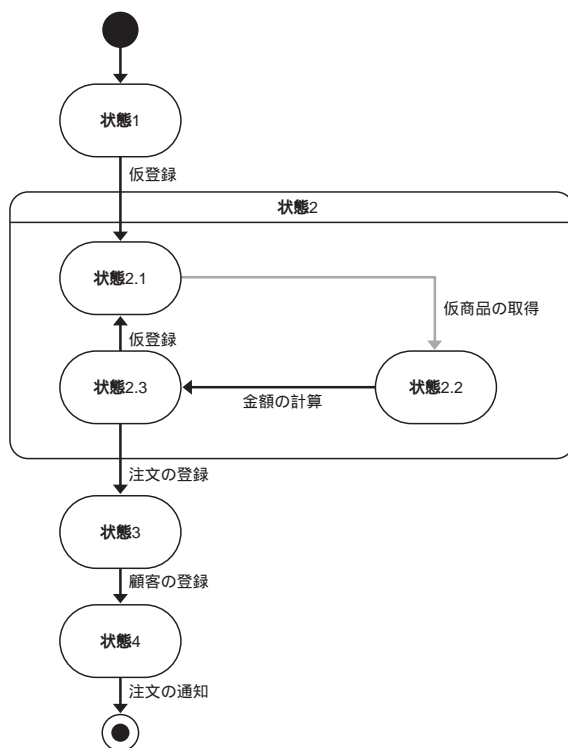 状態1
仮登録
状態2
状態2.1
仮商品の取得
仮登録
状態2.3
状態2.2
金額の計算
注文の登録
状態3
顧客の登録
状態4
注文の通知